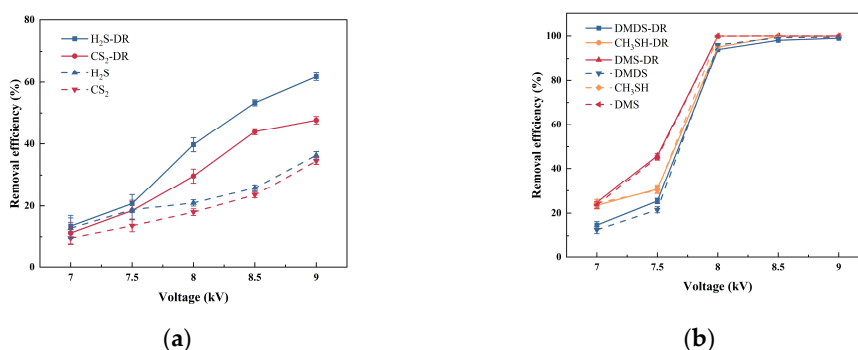 80
60
40
20
0
Removal effciency (%)
H₂S-DR
CS₂-DR
H₂S
CS₂
7 7.5 8 8.5 9
Voltage (kV)
(a)
100
80
60
40
20
0
Removal effciency (%)
DMDS-DR
CH₃SH-DR
DMS-DR
DMDS
CH₃SH
DMS
7 7.5 8 8.5 9
Voltage (kV)
(b)